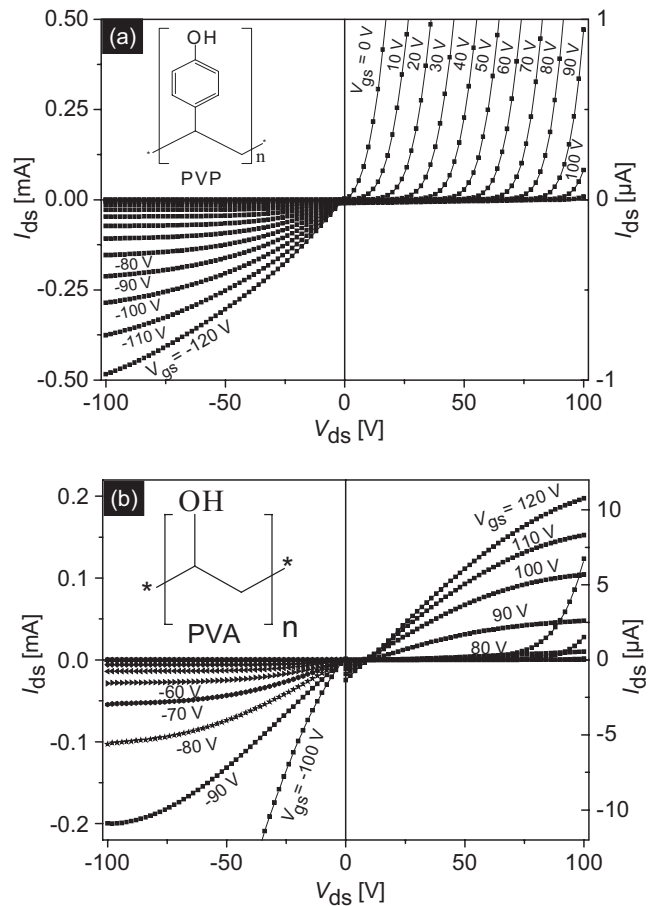 (a)
OH
n
PVP
V_gs = 0 V
10 V
20 V
30 V
40 V
50 V
60 V
70 V
80 V
90 V
100 V
-80 V
-90 V
-100 V
-110 V
V_gs= -120 V
0.50
0.25
0.00
-0.25
-0.50
I_ds [mA]
1
0
-1
I_ds [µA]
-100
-50
0
50
100
V_ds [V]
(b)
OH
*
*
n
PVA
V_gs= 120 V
110 V
100 V
90 V
80 V
-60 V
-70 V
-80 V
-90 V
V_gs= -100 V
0.2
0.1
0.0
-0.1
-0.2
I_ds [mA]
10
5
0
-5
-10
I_ds [µA]
-100
-50
0
50
100
V_ds [V]